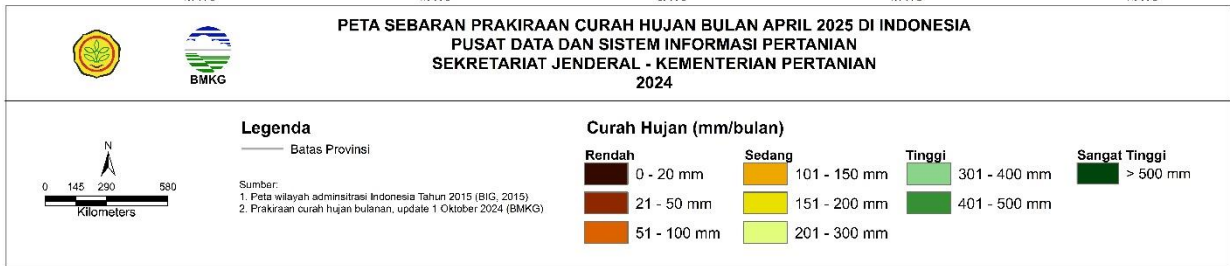 PETA SEBARAN PRAKIRAAN CURAH HUJAN BULAN APRIL 2025 DI INDONESIA
PUSAT DATA DAN SISTEM INFORMASI PERTANIAN
SEKRETARIAT JENDERAL - KEMENTERIAN PERTANIAN
2024
BMKG
N
0 145 290 580
Kilometers
Legenda
Batas Provinsi
Sumber:
1. Peta wilayah adminsitrasi Indonesia Tahun 2015 (BIG, 2015)
2. Prakiraan curah hujan bulanan, update 1 Oktober 2024 (BMKG)
Curah Hujan (mm/bulan)
Rendah
0 - 20 mm
21 - 50 mm
51 - 100 mm
Sedang
101 - 150 mm
151 - 200 mm
201 - 300 mm
Tinggi
301 - 400 mm
401 - 500 mm
Sangat Tinggi
> 500 mm